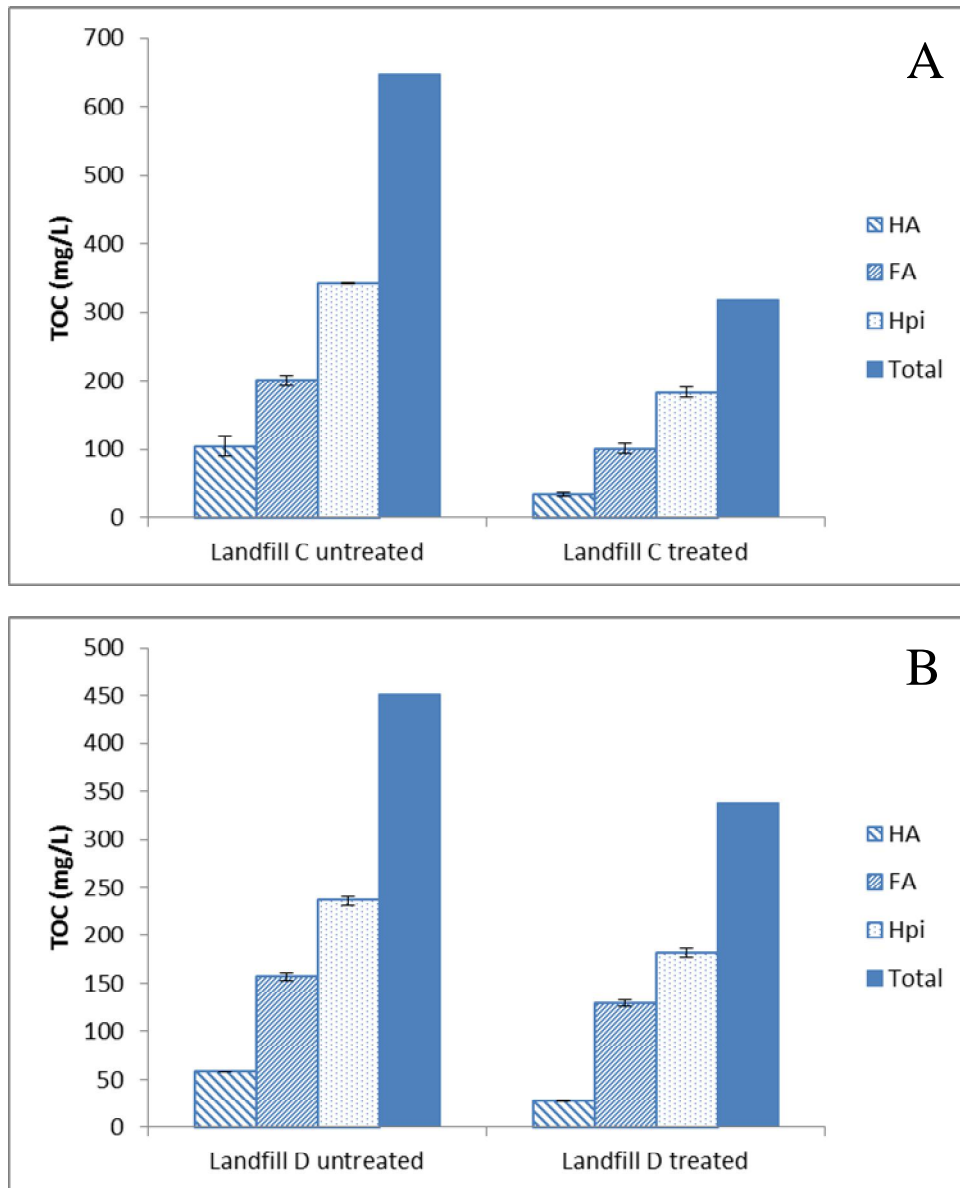 A
700
600
500
400
300
200
100
0
TOC (mg/L)
Landfill C untreated
Landfill C treated
HA
FA
Hpi
Total
B
500
450
400
350
300
250
200
150
100
50
0
TOC (mg/L)
Landfill D untreated
Landfill D treated
HA
FA
Hpi
Total